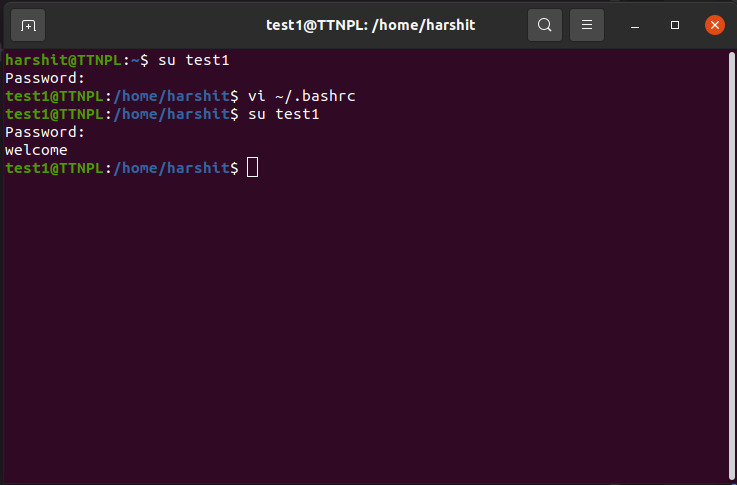 test1@TTNPL: /home/harshit
harshit@TTNPL:~$ su test1
Password:
test1@TTNPL:/home/harshit$ vi ~/.bashrc
test1@TTNPL:/home/harshit$ su test1
Password:
welcome
test1@TTNPL:/home/harshit$